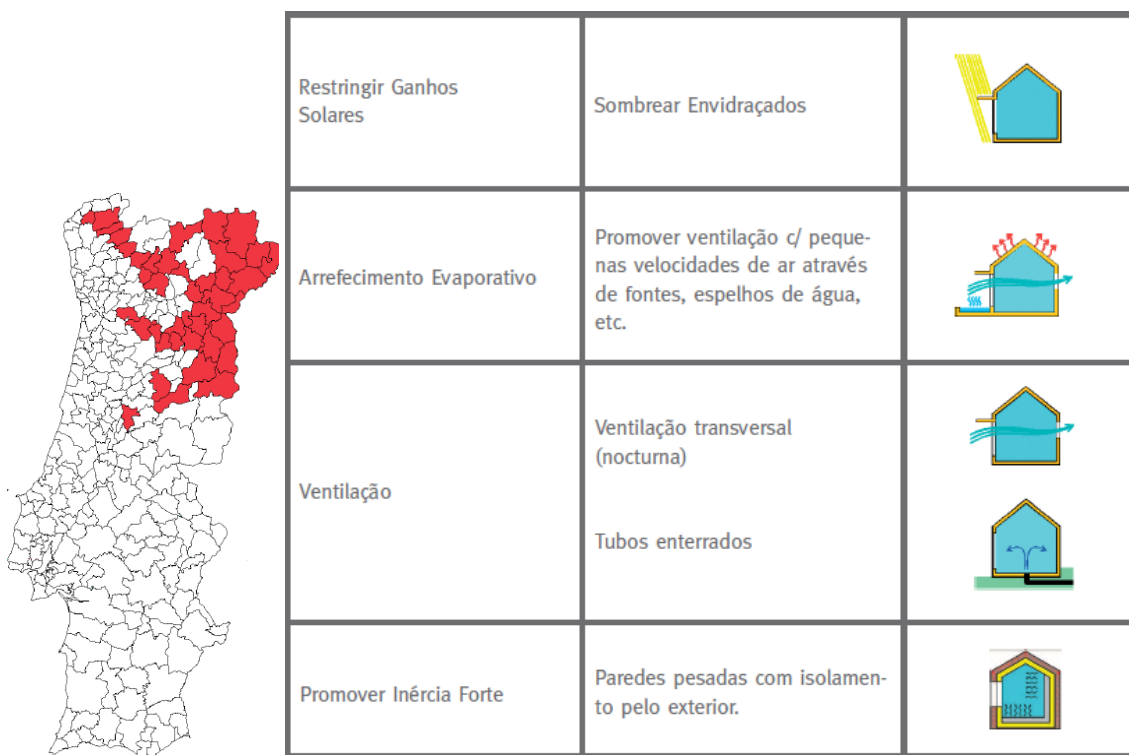 Restringir Ganhos
Solares
Sombrear Envidraçados
Arrefecimento Evaporativo
Promover ventilação c/ peque-
nas velocidades de ar através
de fontes, espelhos de água,
etc.
Ventilação
Ventilação transversal
(nocturna)
Tubos enterrados
Promover Inércia Forte
Paredes pesadas com isolamen-
to pelo exterior.